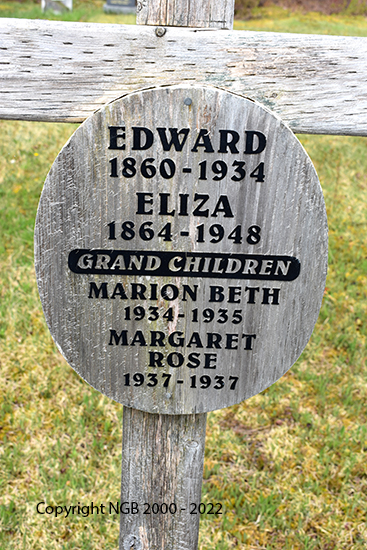 EDWARD
1860 - 1934
ELIZA
1864 - 1948
GRAND CHILDREN
MARION BETH
1934 - 1935
MARGARET
ROSE
1937 - 1937
Copyright NGB 2000 - 2022